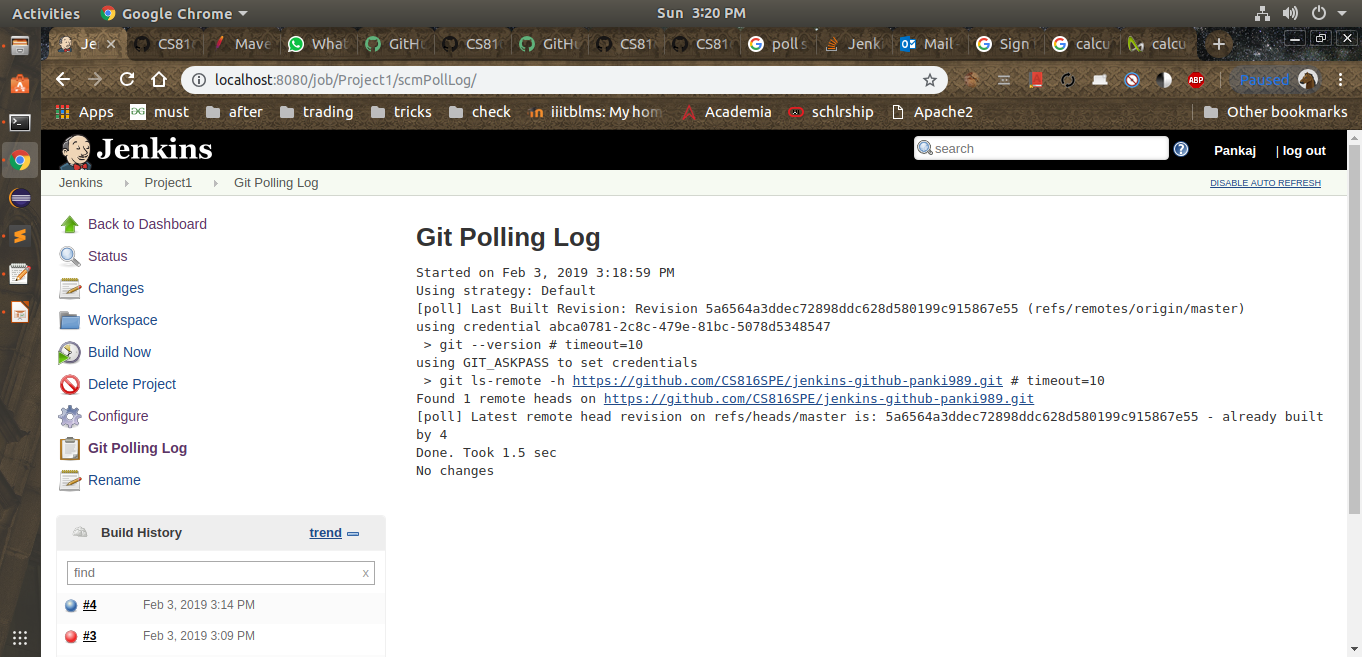 Activities Google Chrome Sun 3:20 PM
Je CS81 Mave What GitHu CS81 GitHu CS81 CS81 poll s Jenk Mail - Sign calcu calcu
localhost:8080/job/Project1/scmPollLog/ ABP Paused
Apps DG must after trading tricks check in iiitblms: My hom Academia schlrship Apache2 Other bookmarks
Jenkins search Pankaj | log out
Jenkins Project1 Git Polling Log DISABLE AUTO REFRESH
Back to Dashboard
Status
Changes
Workspace
Build Now
Delete Project
Configure
Git Polling Log
Rename
Build History trend
find x
#4 Feb 3, 2019 3:14 PM
#3 Feb 3, 2019 3:09 PM
Git Polling Log
Started on Feb 3, 2019 3:18:59 PM
Using strategy: Default
[poll] Last Built Revision: Revision 5a6564a3ddec72898ddc628d580199c915867e55 (refs/remotes/origin/master)
using credential abca0781-2c8c-479e-81bc-5078d5348547
> git --version # timeout=10
using GIT_ASKPASS to set credentials
> git ls-remote -h https://github.com/CS816SPE/jenkins-github-panki989.git # timeout=10
Found 1 remote heads on https://github.com/CS816SPE/jenkins-github-panki989.git
[poll] Latest remote head revision on refs/heads/master is: 5a6564a3ddec72898ddc628d580199c915867e55 - already built
by 4
Done. Took 1.5 sec
No changes